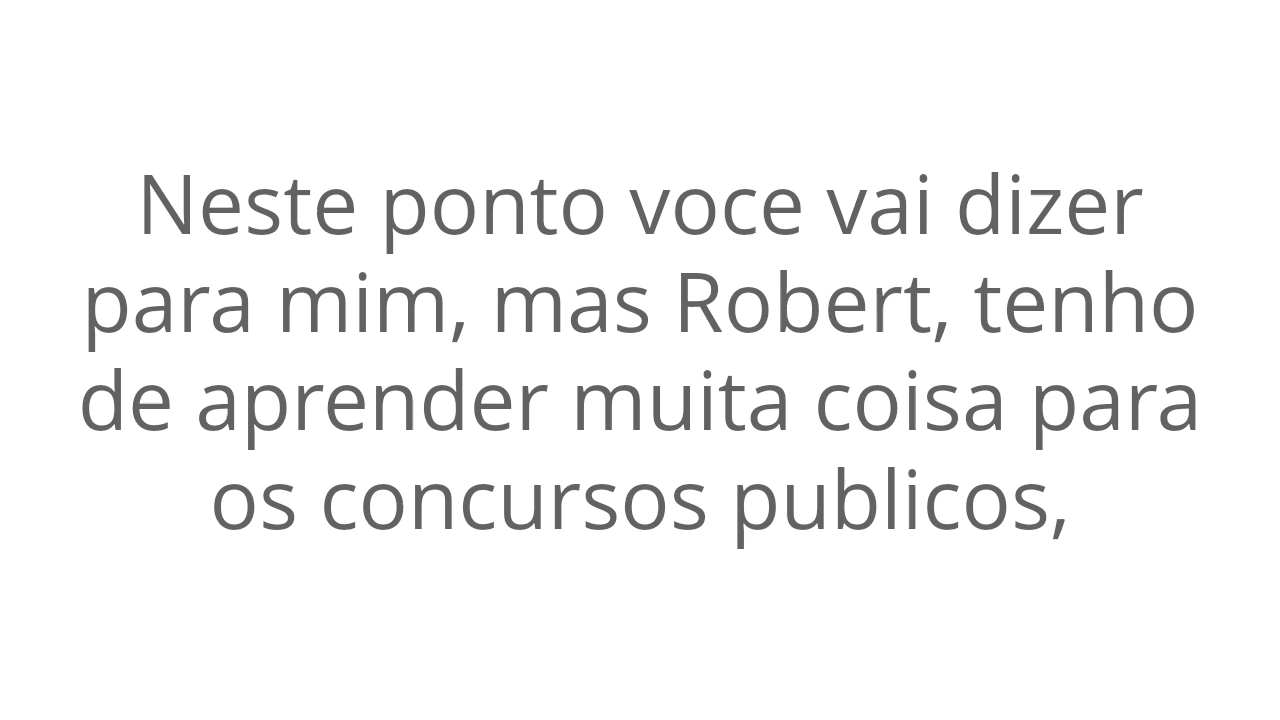 Neste ponto voce vai dizer
para mim, mas Robert, tenho
de aprender muita coisa para
os concursos publicos,